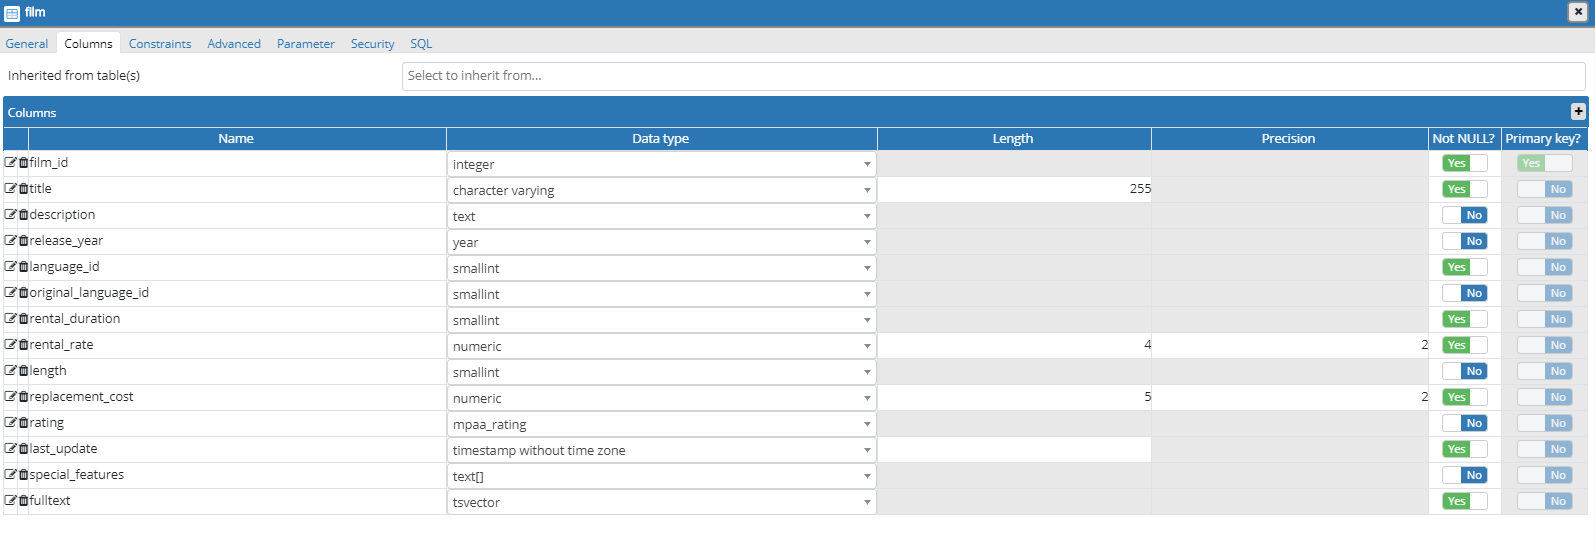 film
General Columns Constraints Advanced Parameter Security SQL
Inherited from table(s) Select to inherit from...
Columns
Name Data type Length Precision Not NULL? Primary key?
film_id integer Yes Yes
title character varying 255 Yes No
description text No No
release_year year No No
language_id smallint Yes No
original_language_id smallint No No
rental_duration smallint Yes No
rental_rate numeric 4 2 Yes No
length smallint No No
replacement_cost numeric 5 2 Yes No
rating mpaa_rating No No
last_update timestamp without time zone Yes No
special_features text[] No No
fulltext tsvector Yes No